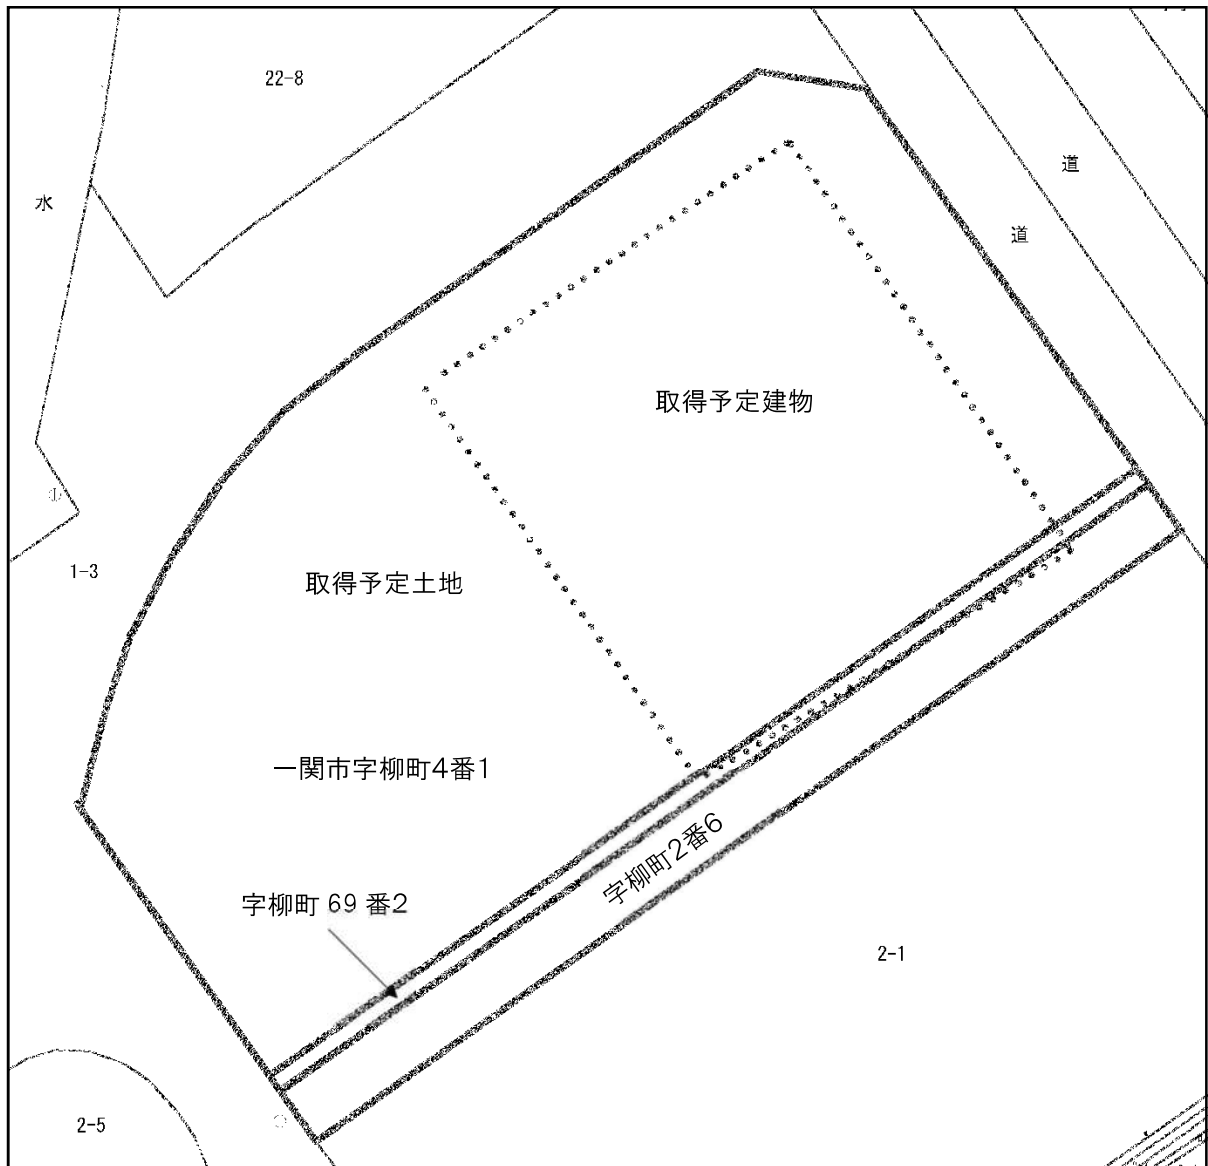 22-8
道
水
道
取得予定建物
1-3
取得予定土地
一関市字柳町4番1
字柳町2番6
字柳町 69 番2
2-1
2-5